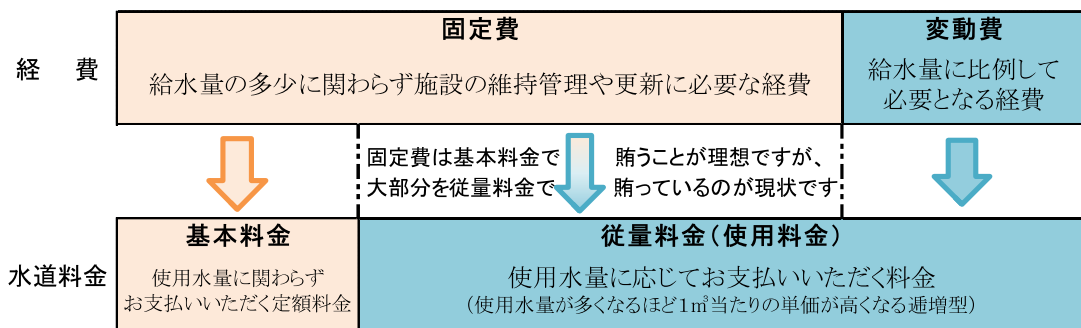 経　費
固定費
給水量の多少に関わらず施設の維持管理や更新に必要な経費
変動費
給水量に比例して
必要となる経費
固定費は基本料金で　賄うことが理想ですが、
大部分を従量料金で　賄っているのが現状です
水道料金
基本料金
使用水量に関わらず
お支払いいただく定額料金
従量料金（使用料金）
使用水量に応じてお支払いいただく料金
（使用水量が多くなるほど1㎥当たりの単価が高くなる逓増型）